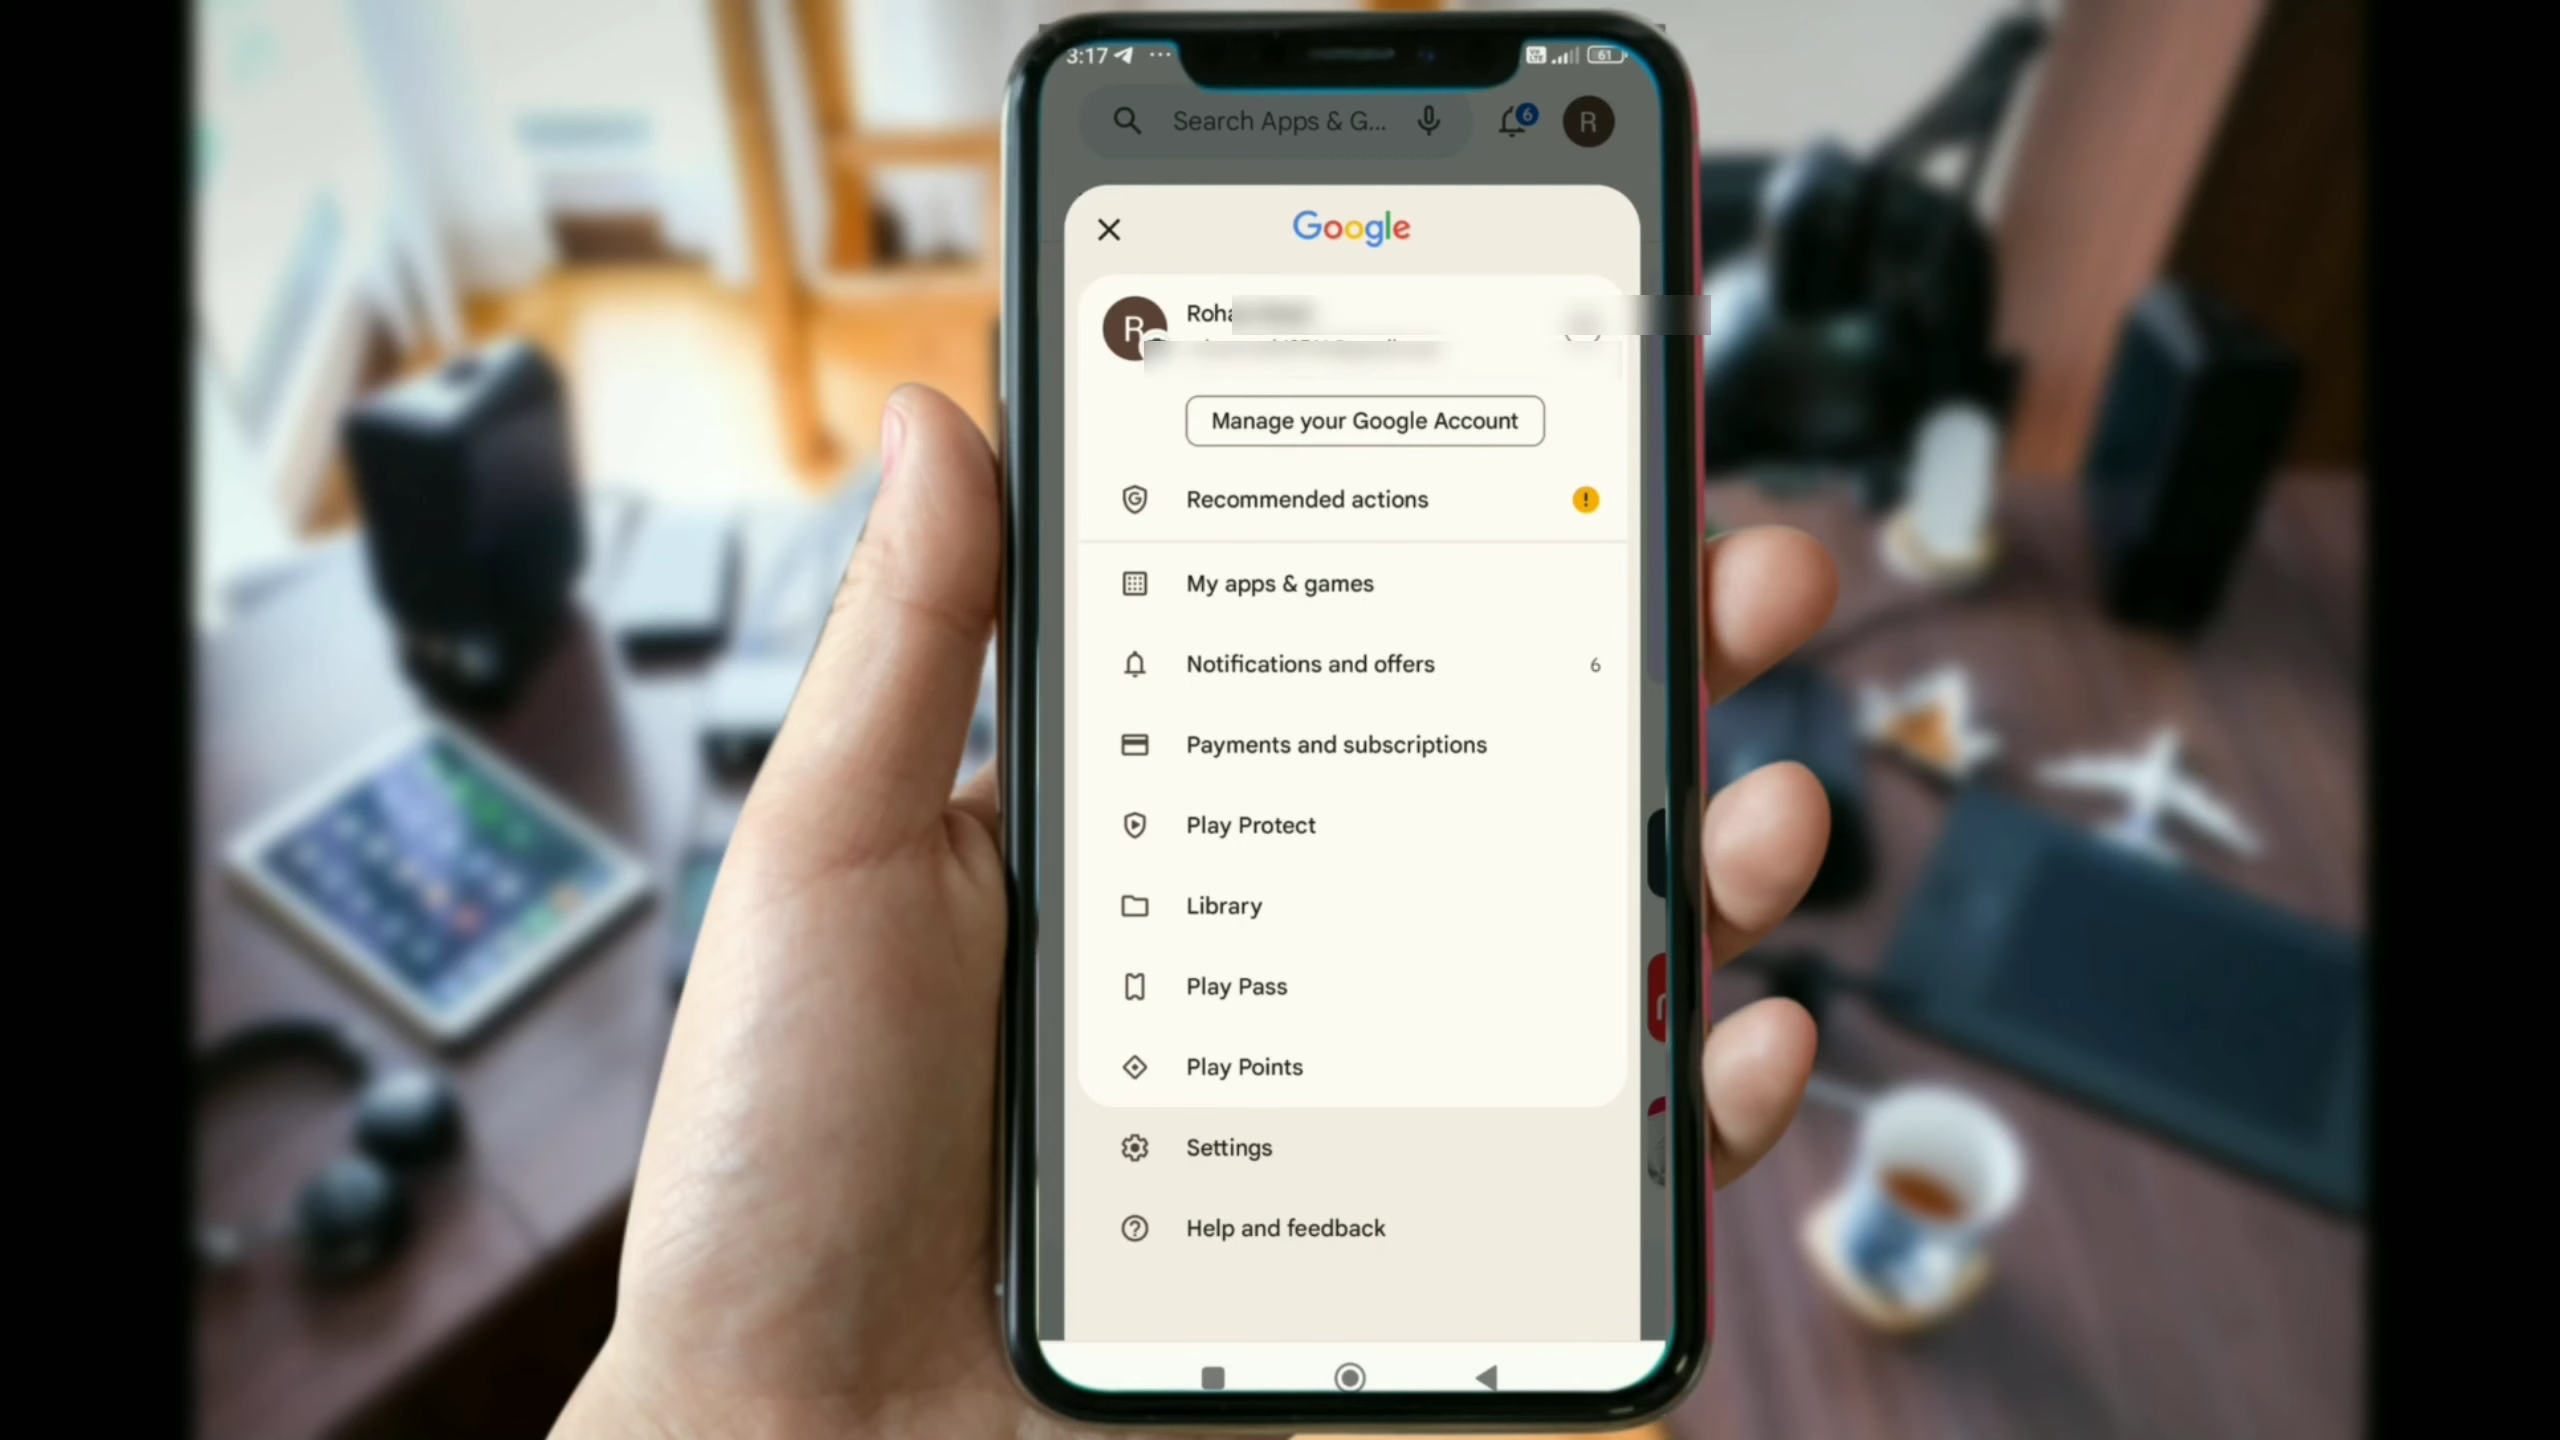 3:17
61
Search Apps & G...
6
R
Google
R
Manage your Google Account
Recommended actions
My apps & games
Notifications and offers 6
Payments and subscriptions
Play Protect
Library
Play Pass
Play Points
Settings
Help and feedback